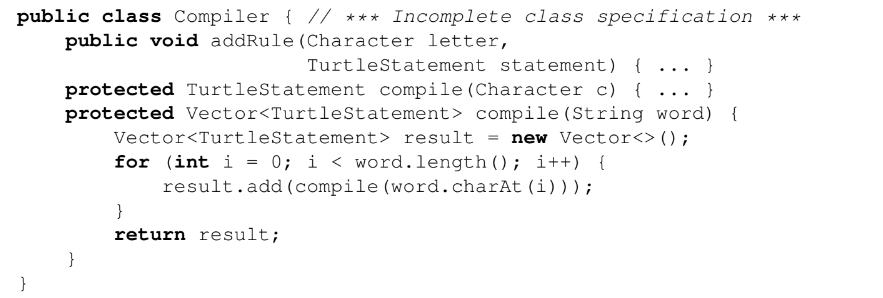 public class Compiler { // *** Incomplete class specification ***
    public void addRule(Character letter,
                        TurtleStatement statement) { ... }
    protected TurtleStatement compile(Character c) { ... }
    protected Vector<TurtleStatement> compile(String word) {
        Vector<TurtleStatement> result = new Vector<>();
        for (int i = 0; i < word.length(); i++) {
            result.add(compile(word.charAt(i)));
        }
        return result;
    }
}